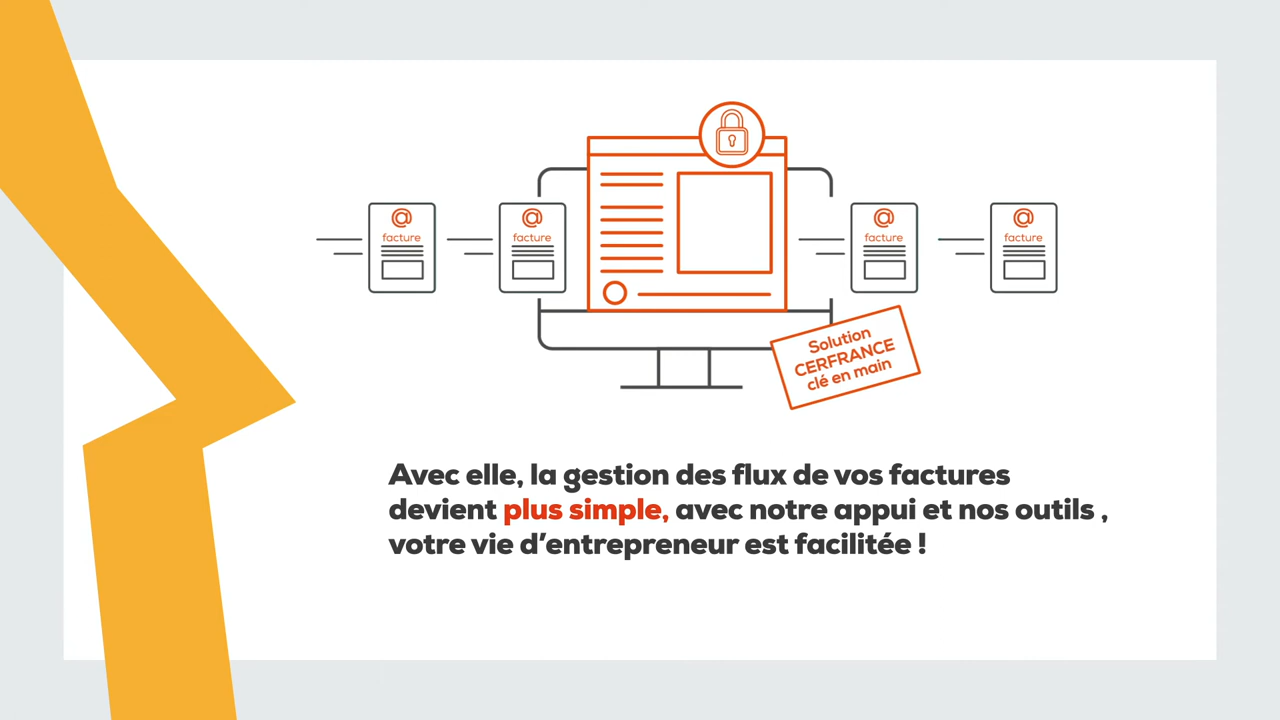 @
facture
@
facture
@
facture
@
facture
Solution
CERFRANCE
clé en main
Avec elle, la gestion des flux de vos factures
devient plus simple, avec notre appui et nos outils ,
votre vie d’entrepreneur est facilitée !